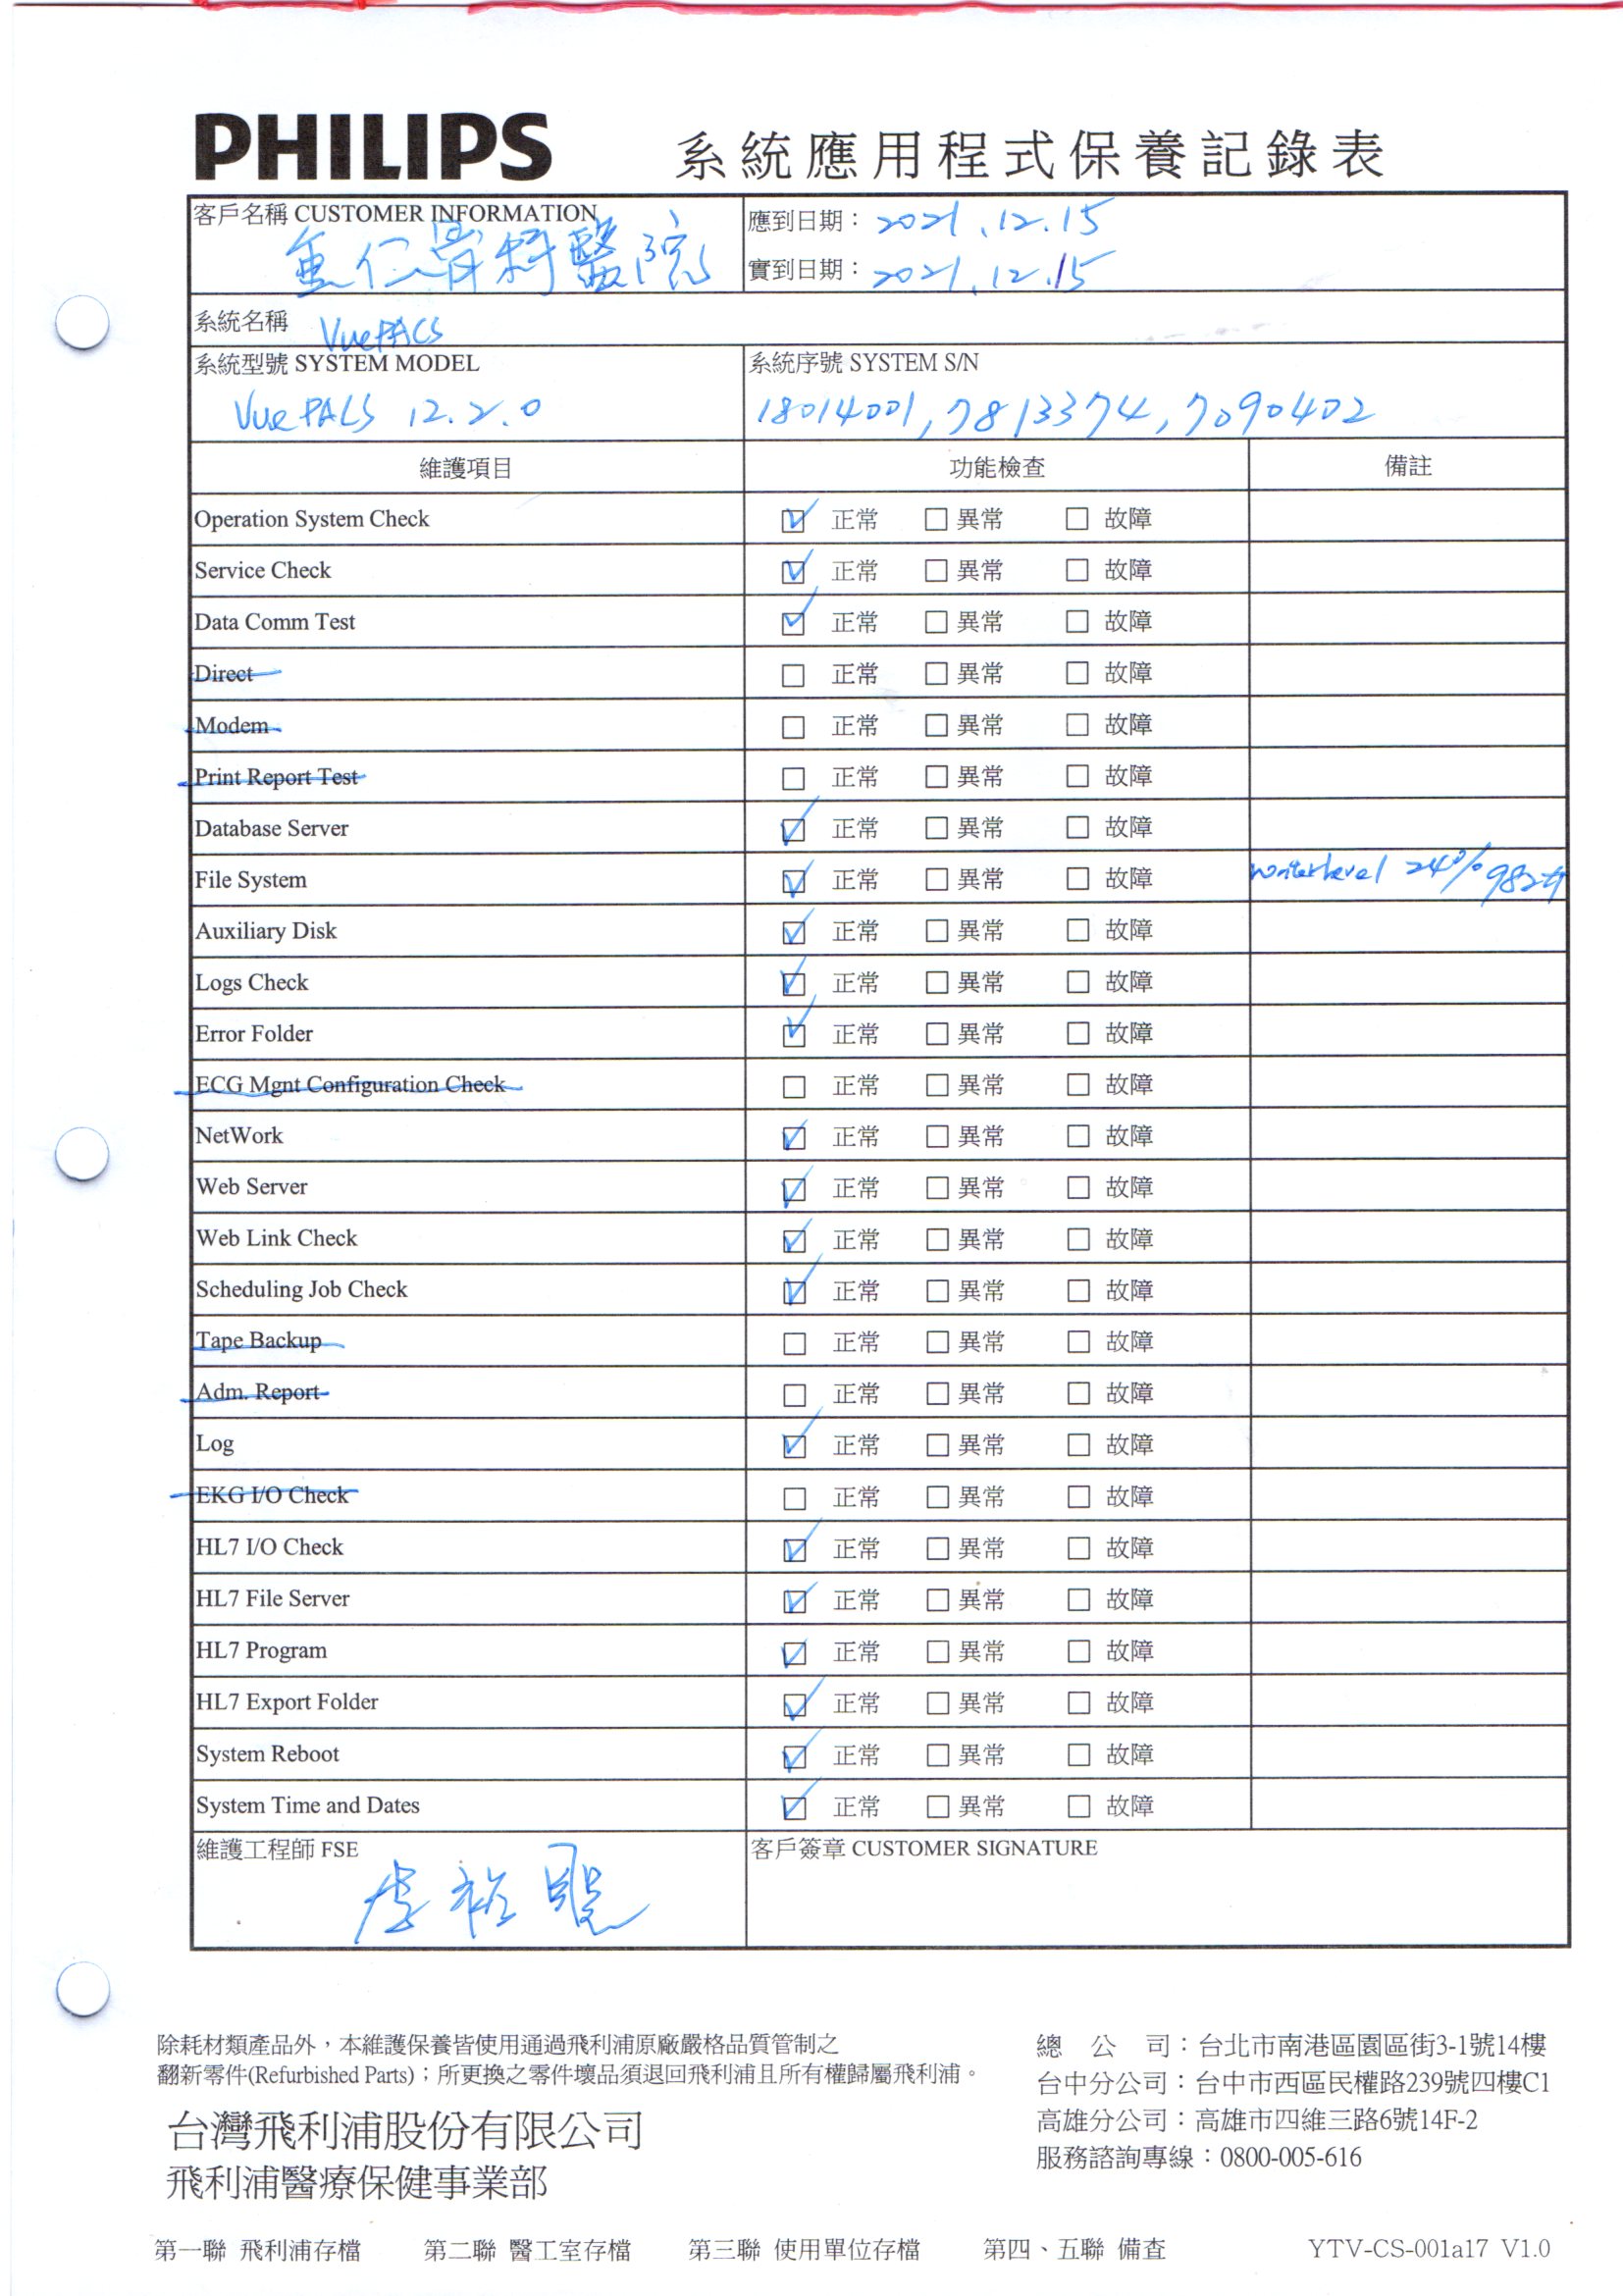 PHILIPS 系統應用程式保養記錄表
客戶名稱 CUSTOMER INFORMATION
重仁骨科醫院
應到日期：2021.12.15
實到日期：2021.12.15
系統名稱 VuePACS
系統型號 SYSTEM MODEL
VuePACS 12.2.0
系統序號 SYSTEM S/N
18014001, 7813374, 7090402
維護項目 功能檢查 備註
Operation System Check ☑ 正常 ☐ 異常 ☐ 故障
Service Check ☑ 正常 ☐ 異常 ☐ 故障
Data Comm Test ☑ 正常 ☐ 異常 ☐ 故障
Direct ☐ 正常 ☐ 異常 ☐ 故障
Modem ☐ 正常 ☐ 異常 ☐ 故障
Print Report Test ☐ 正常 ☐ 異常 ☐ 故障
Database Server ☑ 正常 ☐ 異常 ☐ 故障
File System ☑ 正常 ☐ 異常 ☐ 故障 24%
Auxiliary Disk ☑ 正常 ☐ 異常 ☐ 故障
Logs Check ☑ 正常 ☐ 異常 ☐ 故障
Error Folder ☑ 正常 ☐ 異常 ☐ 故障
ECG Mgnt Configuration Check ☐ 正常 ☐ 異常 ☐ 故障
NetWork ☑ 正常 ☐ 異常 ☐ 故障
Web Server ☑ 正常 ☐ 異常 ☐ 故障
Web Link Check ☑ 正常 ☐ 異常 ☐ 故障
Scheduling Job Check ☑ 正常 ☐ 異常 ☐ 故障
Tape Backup ☐ 正常 ☐ 異常 ☐ 故障
Adm. Report ☐ 正常 ☐ 異常 ☐ 故障
Log ☑ 正常 ☐ 異常 ☐ 故障
EKG I/O Check ☐ 正常 ☐ 異常 ☐ 故障
HL7 I/O Check ☑ 正常 ☐ 異常 ☐ 故障
HL7 File Server ☑ 正常 ☐ 異常 ☐ 故障
HL7 Program ☑ 正常 ☐ 異常 ☐ 故障
HL7 Export Folder ☑ 正常 ☐ 異常 ☐ 故障
System Reboot ☑ 正常 ☐ 異常 ☐ 故障
System Time and Dates ☑ 正常 ☐ 異常 ☐ 故障
維護工程師 FSE
客戶簽章 CUSTOMER SIGNATURE
除耗材類產品外，本維護保養皆使用通過飛利浦原廠嚴格品質管制之
翻新零件(Refurbished Parts)；所更換之零件壞品須退回飛利浦且所有權歸屬飛利浦。
台灣飛利浦股份有限公司
飛利浦醫療保健事業部
總公司：台北市南港區園區街3-1號14樓
台中分公司：台中市西區民權路239號四樓C1
高雄分公司：高雄市四維三路6號14F-2
服務諮詢專線：0800-005-616
第一聯 飛利浦存檔 第二聯 醫工室存檔 第三聯 使用單位存檔 第四、五聯 備查 YTV-CS-001a17 V1.0